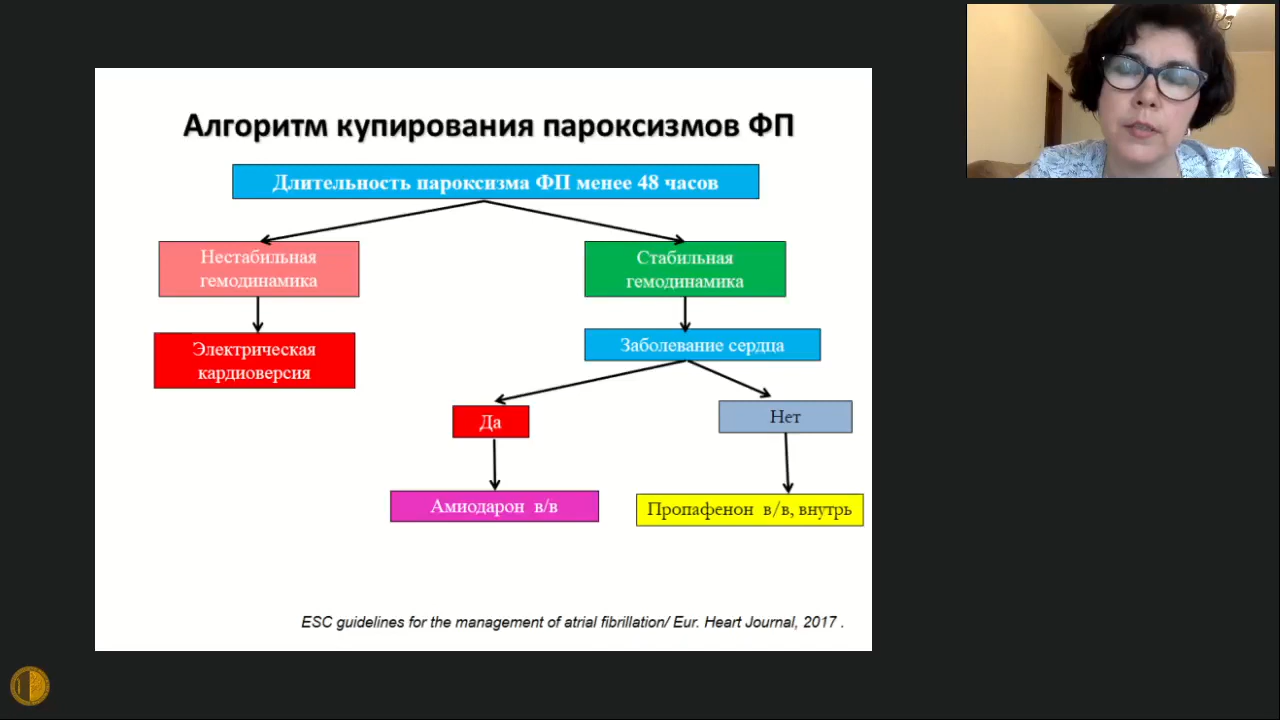 Алгоритм купирования пароксизмов ФП
Длительность пароксизма ФП менее 48 часов
Нестабильная
гемодинамика
Стабильная
гемодинамика
Электрическая
кардиоверсия
Заболевание сердца
Да
Нет
Амиодарон в/в
Пропафенон в/в, внутрь
ESC guidelines for the management of atrial fibrillation/ Eur. Heart Journal, 2017 .